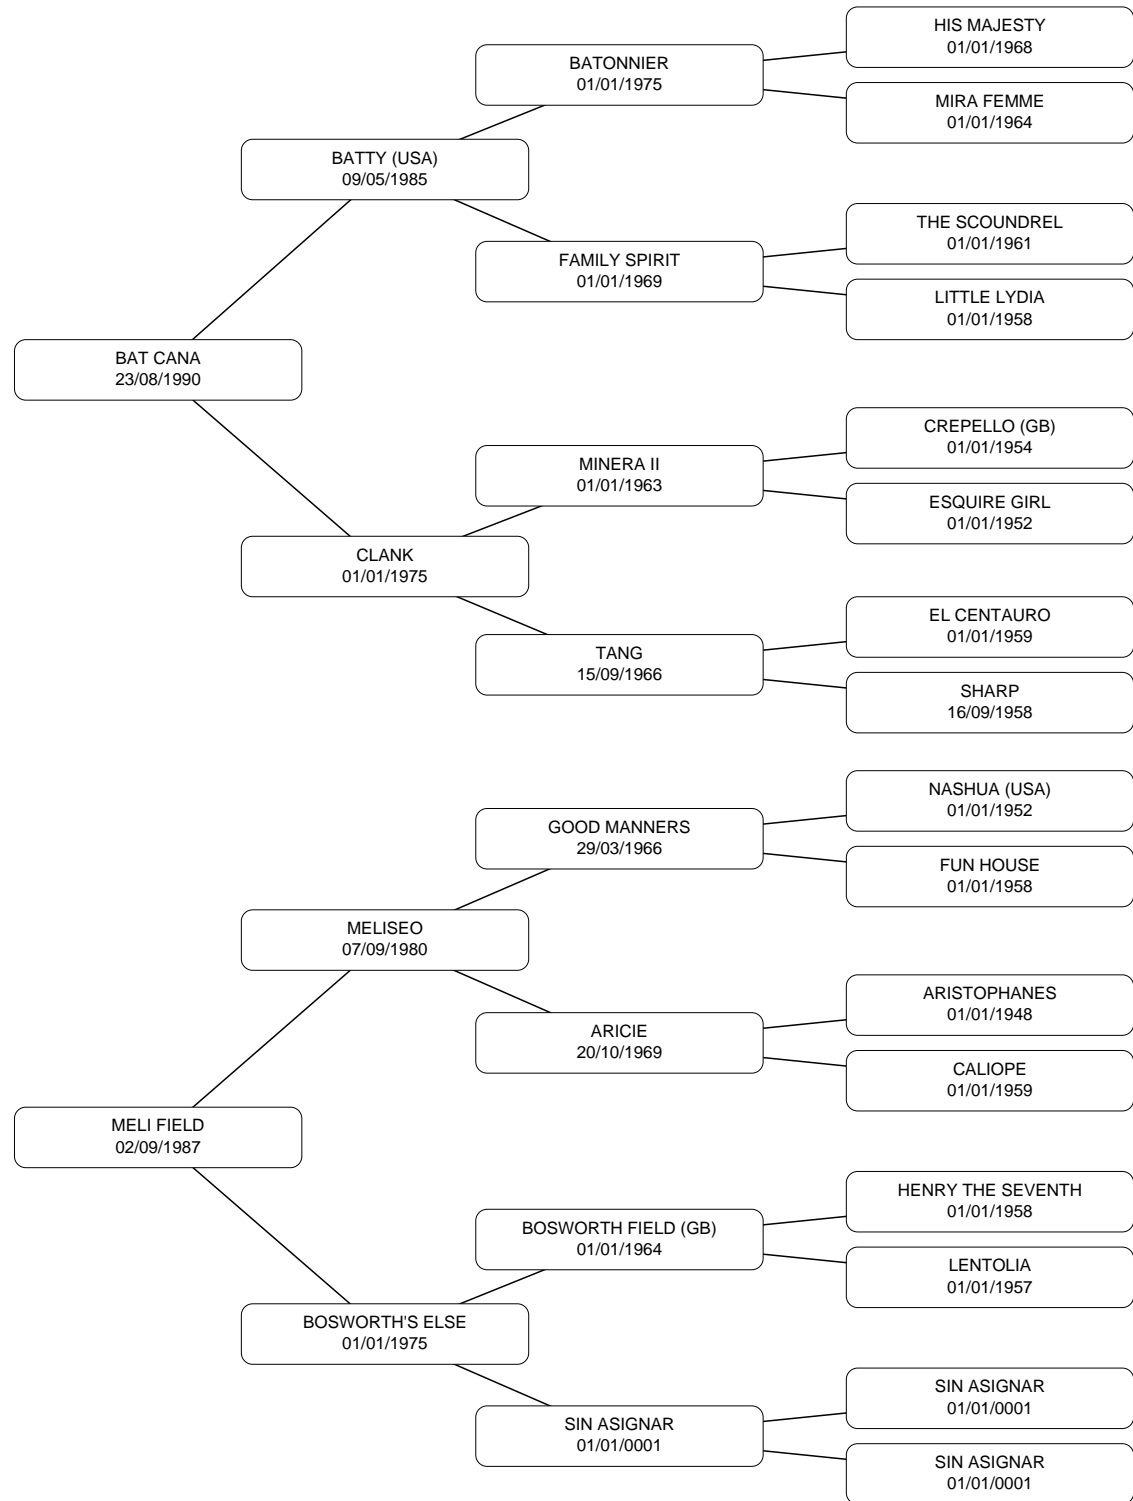 HIS MAJESTY
01/01/1968
BATONNIER
01/01/1975
MIRA FEMME
01/01/1964
BATTY (USA)
09/05/1985
THE SCOUNDREL
01/01/1961
FAMILY SPIRIT
01/01/1969
LITTLE LYDIA
01/01/1958
BAT CANA
23/08/1990
CREPELLO (GB)
01/01/1954
MINERA II
01/01/1963
ESQUIRE GIRL
01/01/1952
CLANK
01/01/1975
EL CENTAURO
01/01/1959
TANG
15/09/1966
SHARP
16/09/1958
NASHUA (USA)
01/01/1952
GOOD MANNERS
29/03/1966
FUN HOUSE
01/01/1958
MELISEO
07/09/1980
ARISTOPHANES
01/01/1948
ARICIE
20/10/1969
CALIOPE
01/01/1959
MELI FIELD
02/09/1987
HENRY THE SEVENTH
01/01/1958
BOSWORTH FIELD (GB)
01/01/1964
LENTOLIA
01/01/1957
BOSWORTH'S ELSE
01/01/1975
SIN ASIGNAR
01/01/0001
SIN ASIGNAR
01/01/0001
SIN ASIGNAR
01/01/0001